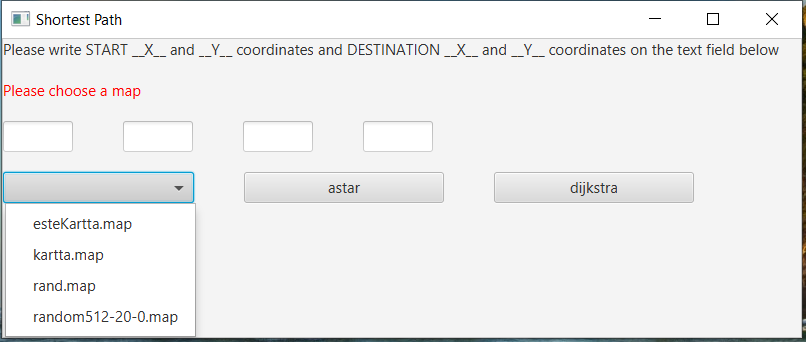 Shortest Path
Please write START __X__ and __Y__ coordinates and DESTINATION __X__ and __Y__ coordinates on the text field below
Please choose a map
astar
dijkstra
esteKartta.map
kartta.map
rand.map
random512-20-0.map